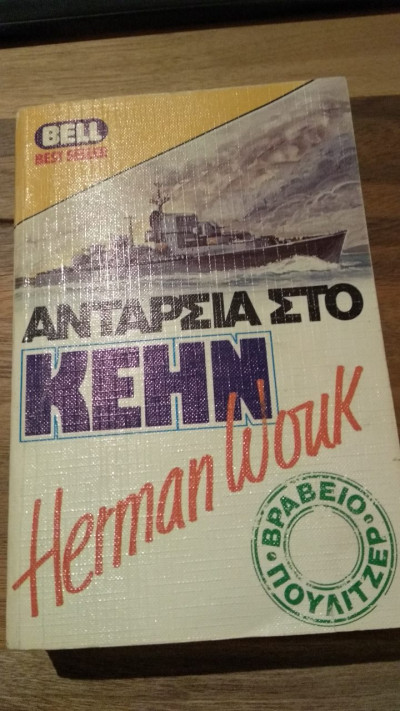 BELL
BEST SELLER
ΑΝΤΑΡΣΙΑ ΣΤΟ
ΚΕΗΝ
Herman Wouk
ΒΡΑΒΕΙΟ
ΠΟΥΛΙΤΖΕΡ